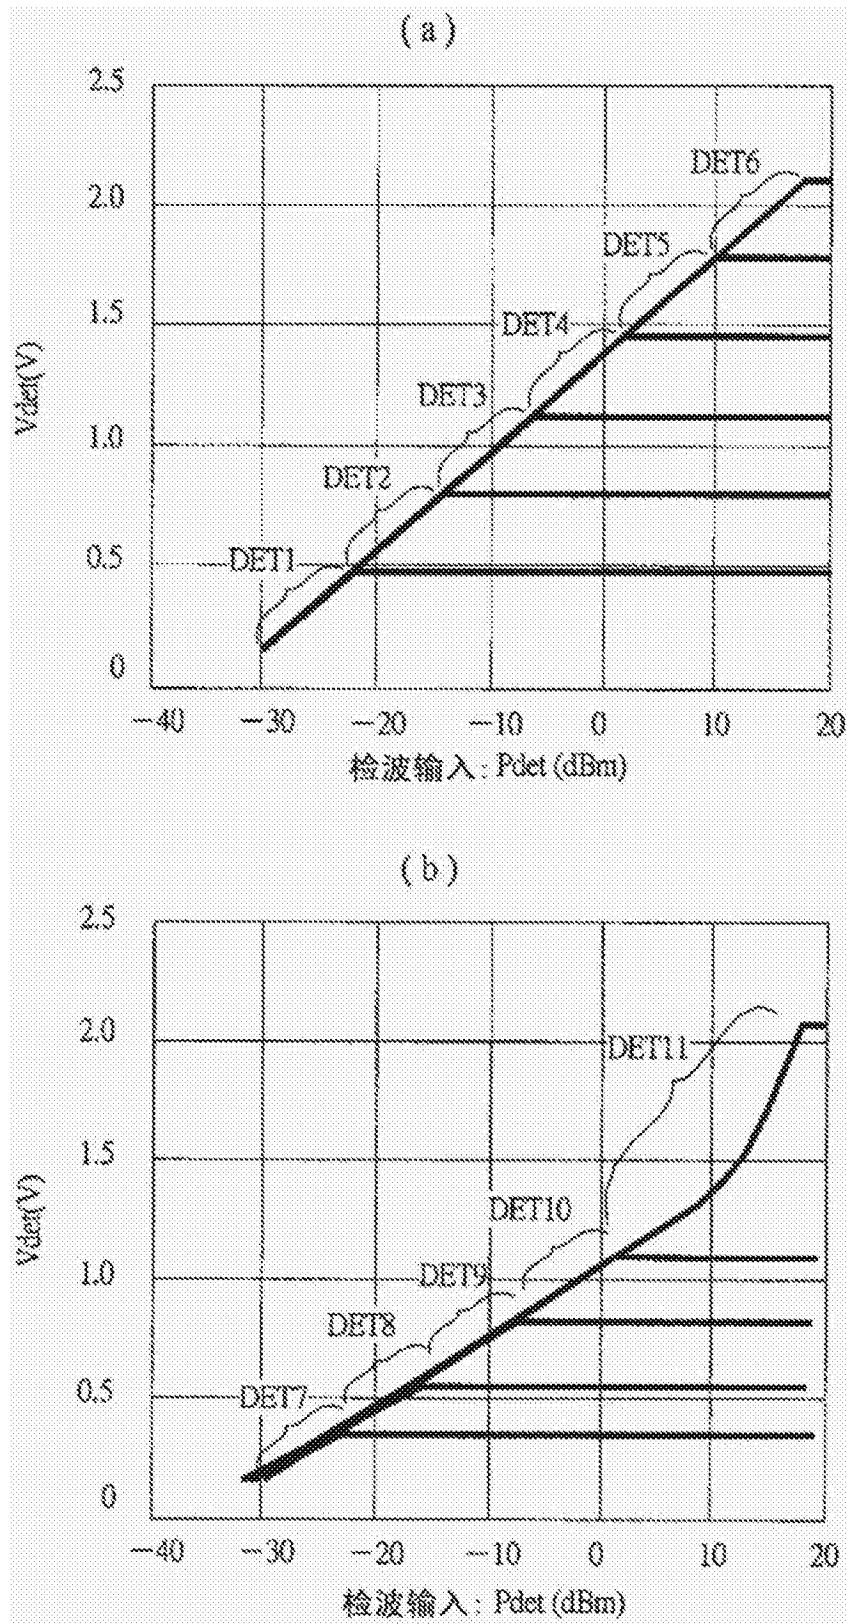 ( a )
2.5
2.0
1.5
1.0
0.5
0
Vdet(V)
DET6
DET5
DET4
DET3
DET2
DET1
−40 −30 −20 −10 0 10 20
检波输入: Pdet (dBm)
( b )
2.5
2.0
1.5
1.0
0.5
0
Vdet(V)
DET11
DET10
DET9
DET8
DET7
−40 −30 −20 −10 0 10 20
检波输入: Pdet (dBm)